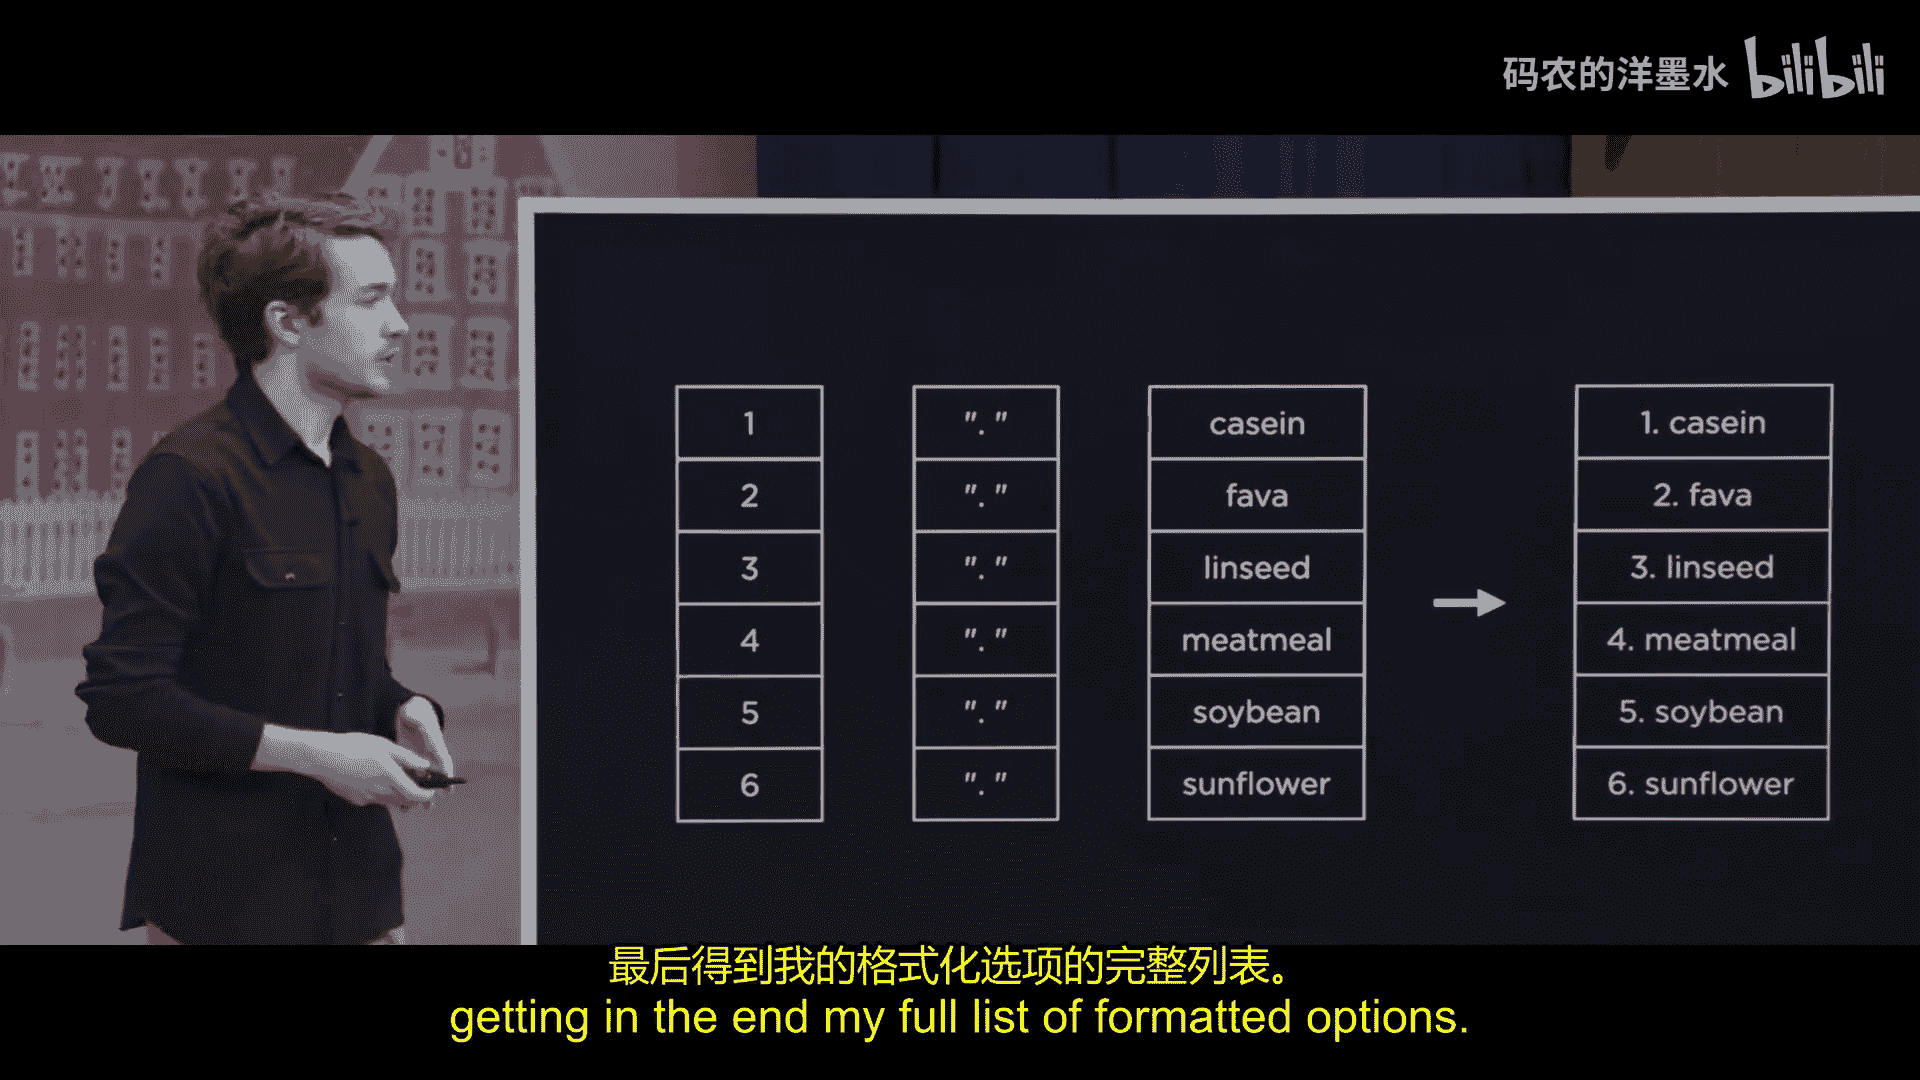 码农的洋墨水 bilibili
1 ". " casein 1. casein
2 ". " fava 2. fava
3 ". " linseed 3. linseed
4 ". " meatmeal 4. meatmeal
5 ". " soybean 5. soybean
6 ". " sunflower 6. sunflower
最后得到我的格式化选项的完整列表。
getting in the end my full list of formatted options.